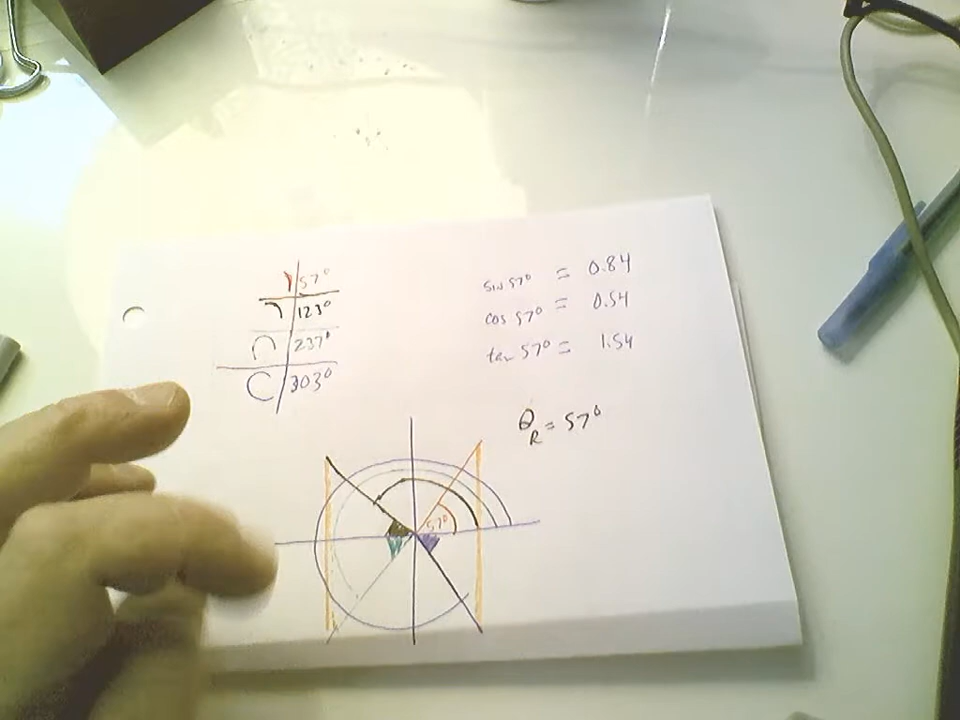 57°
123°
237°
303°
sin 57° = 0.84
cos 57° = 0.54
tan 57° = 1.54
θR = 57°
57°